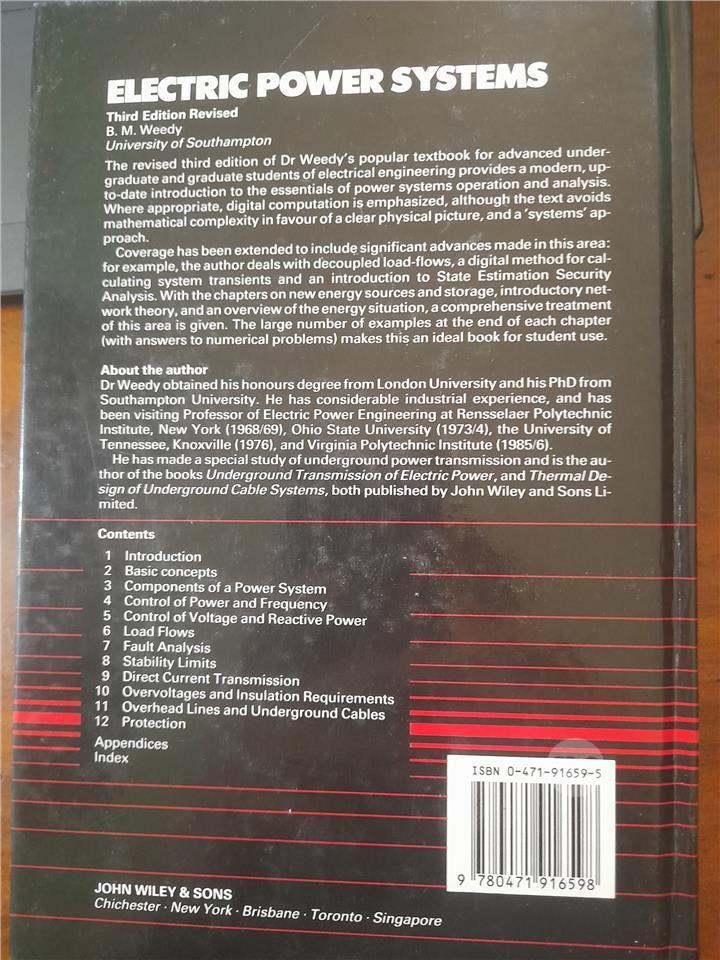 ELECTRIC POWER SYSTEMS
Third Edition Revised
B. M. Weedy
University of Southampton
The revised third edition of Dr Weedy's popular textbook for advanced under-
graduate and graduate students of electrical engineering provides a modern, up-
to-date introduction to the essentials of power systems operation and analysis.
Where appropriate, digital computation is emphasized, although the text avoids
mathematical complexity in favour of a clear physical picture, and a 'systems' ap-
proach.
Coverage has been extended to include significant advances made in this area:
for example, the author deals with decoupled load-flows, a digital method for cal-
culating system transients and an introduction to State Estimation Security
Analysis. With the chapters on new energy sources and storage, introductory net-
work theory, and an overview of the energy situation, a comprehensive treatment
of this area is given. The large number of examples at the end of each chapter
(with answers to numerical problems) makes this an ideal book for student use.
About the author
Dr Weedy obtained his honours degree from London University and his PhD from
Southampton University. He has considerable industrial experience, and has
been visiting Professor of Electric Power Engineering at Rensselaer Polytechnic
Institute, New York (1968/69), Ohio State University (1973/4), the University of
Tennessee, Knoxville (1976), and Virginia Polytechnic Institute (1985/6).
He has made a special study of underground power transmission and is the au-
thor of the books Underground Transmission of Electric Power, and Thermal De-
sign of Underground Cable Systems, both published by John Wiley and Sons Li-
mited.
Contents
1 Introduction
2 Basic concepts
3 Components of a Power System
4 Control of Power and Frequency
5 Control of Voltage and Reactive Power
6 Load Flows
7 Fault Analysis
8 Stability Limits
9 Direct Current Transmission
10 Overvoltages and Insulation Requirements
11 Overhead Lines and Underground Cables
12 Protection
Appendices
Index
ISBN 0-471-91659-5
9 780471 916598
JOHN WILEY & SONS
Chichester · New York · Brisbane · Toronto · Singapore